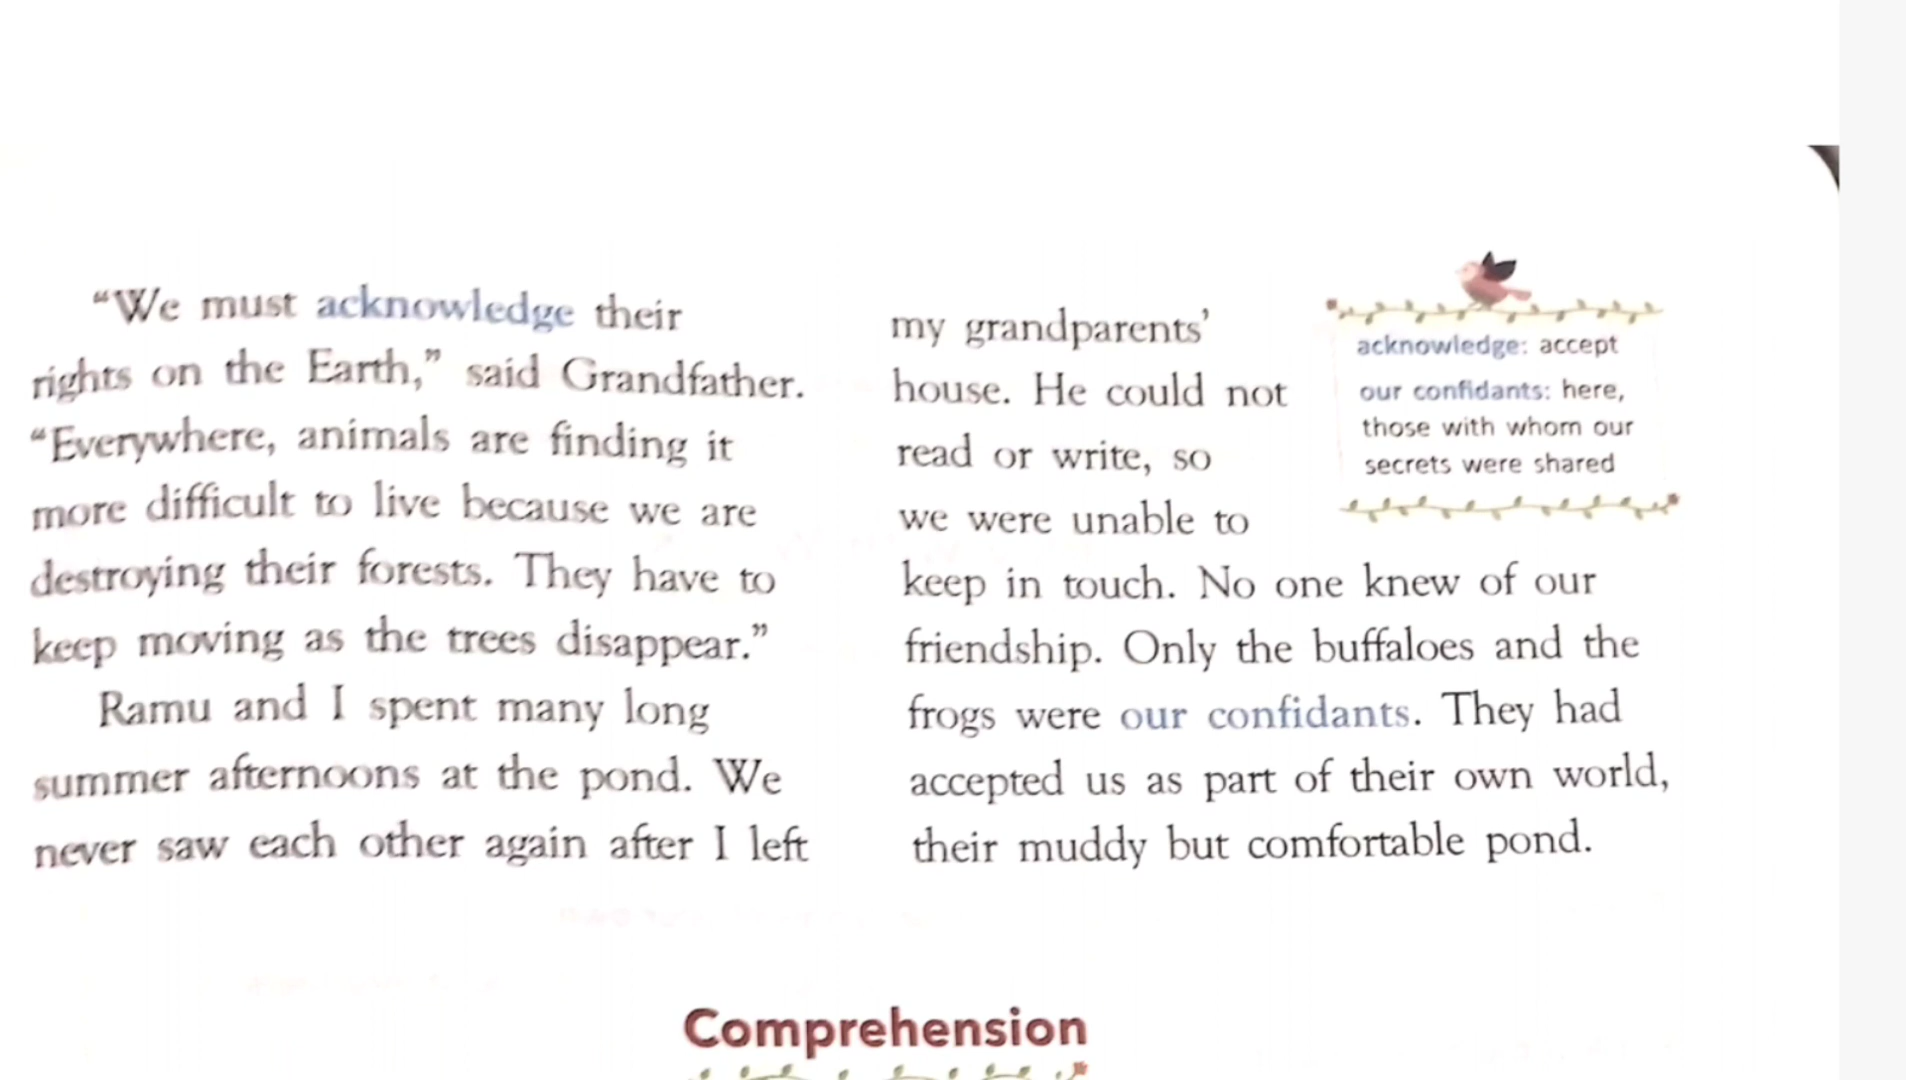 “We must acknowledge their
rights on the Earth,” said Grandfather.
“Everywhere, animals are finding it
more difficult to live because we are
destroying their forests. They have to
keep moving as the trees disappear.”
Ramu and I spent many long
summer afternoons at the pond. We
never saw each other again after I left
my grandparents’
house. He could not
read or write, so
we were unable to
keep in touch. No one knew of our
friendship. Only the buffaloes and the
frogs were our confidants. They had
accepted us as part of their own world,
their muddy but comfortable pond.
acknowledge: accept
our confidants: here,
those with whom our
secrets were shared
Comprehension